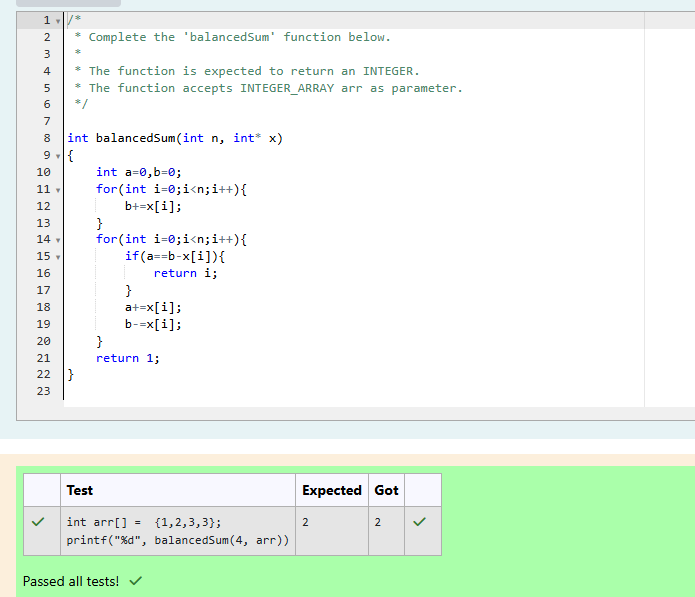 1 /*
2  * Complete the 'balancedSum' function below.
3  *
4  * The function is expected to return an INTEGER.
5  * The function accepts INTEGER_ARRAY arr as parameter.
6  */
7
8 int balancedSum(int n, int* x)
9 {
10     int a=0,b=0;
11     for(int i=0;i<n;i++){
12         b+=x[i];
13     }
14     for(int i=0;i<n;i++){
15         if(a==b-x[i]){
16             return i;
17         }
18         a+=x[i];
19         b-=x[i];
20     }
21     return 1;
22 }
23
Test Expected Got
int arr[] =  {1,2,3,3}; 2 2
printf("%d", balancedSum(4, arr))
Passed all tests!